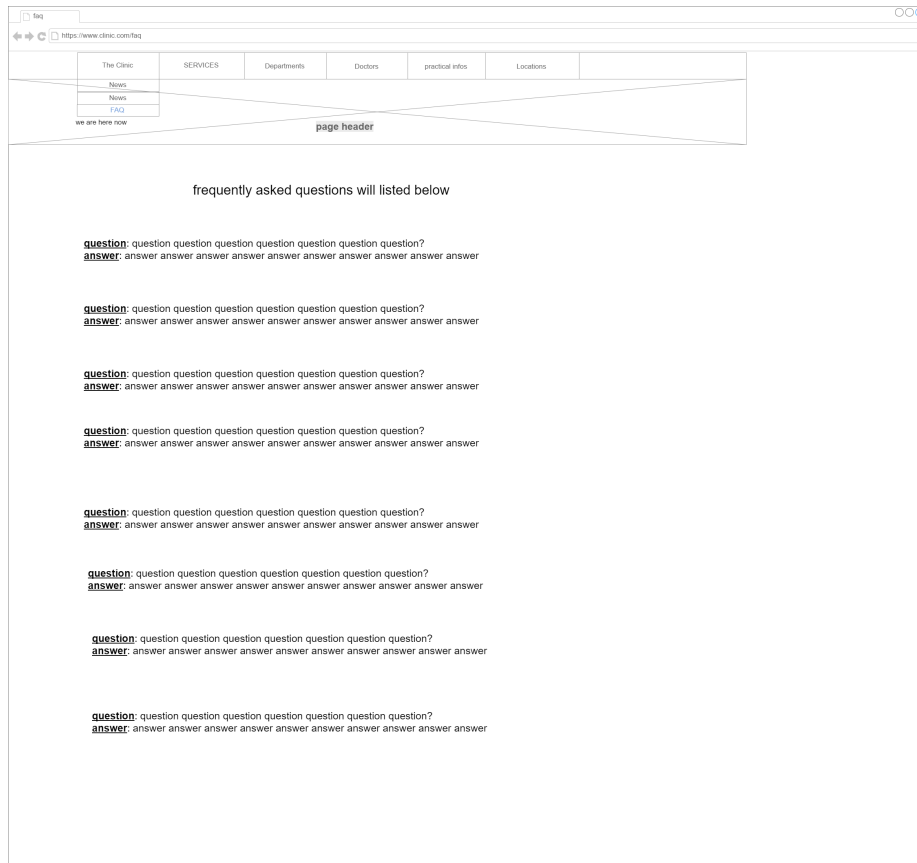 faq
https://www.clinic.com/faq
The Clinic SERVICES Departments Doctors practical infos Locations
News
News
FAQ
we are here now
page header
frequently asked questions will listed below
question: question question question question question question question?
answer: answer answer answer answer answer answer answer answer answer answer
question: question question question question question question question?
answer: answer answer answer answer answer answer answer answer answer answer
question: question question question question question question question?
answer: answer answer answer answer answer answer answer answer answer answer
question: question question question question question question question?
answer: answer answer answer answer answer answer answer answer answer answer
question: question question question question question question question?
answer: answer answer answer answer answer answer answer answer answer answer
question: question question question question question question question?
answer: answer answer answer answer answer answer answer answer answer answer
question: question question question question question question question?
answer: answer answer answer answer answer answer answer answer answer answer
question: question question question question question question question?
answer: answer answer answer answer answer answer answer answer answer answer